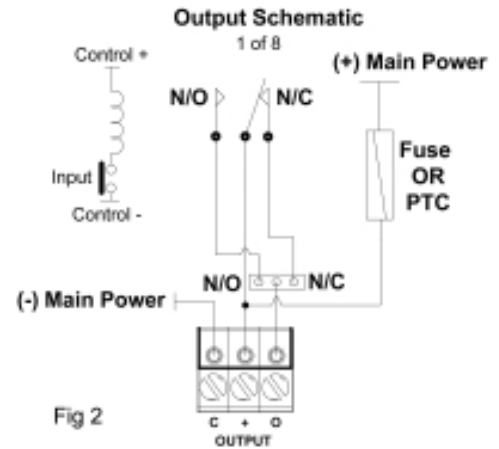 Output Schematic
1 of 8
Control +
(+) Main Power
N/O
N/C
Fuse
OR
PTC
Input
Control -
N/O
N/C
(-) Main Power
Fig 2
C + O
OUTPUT